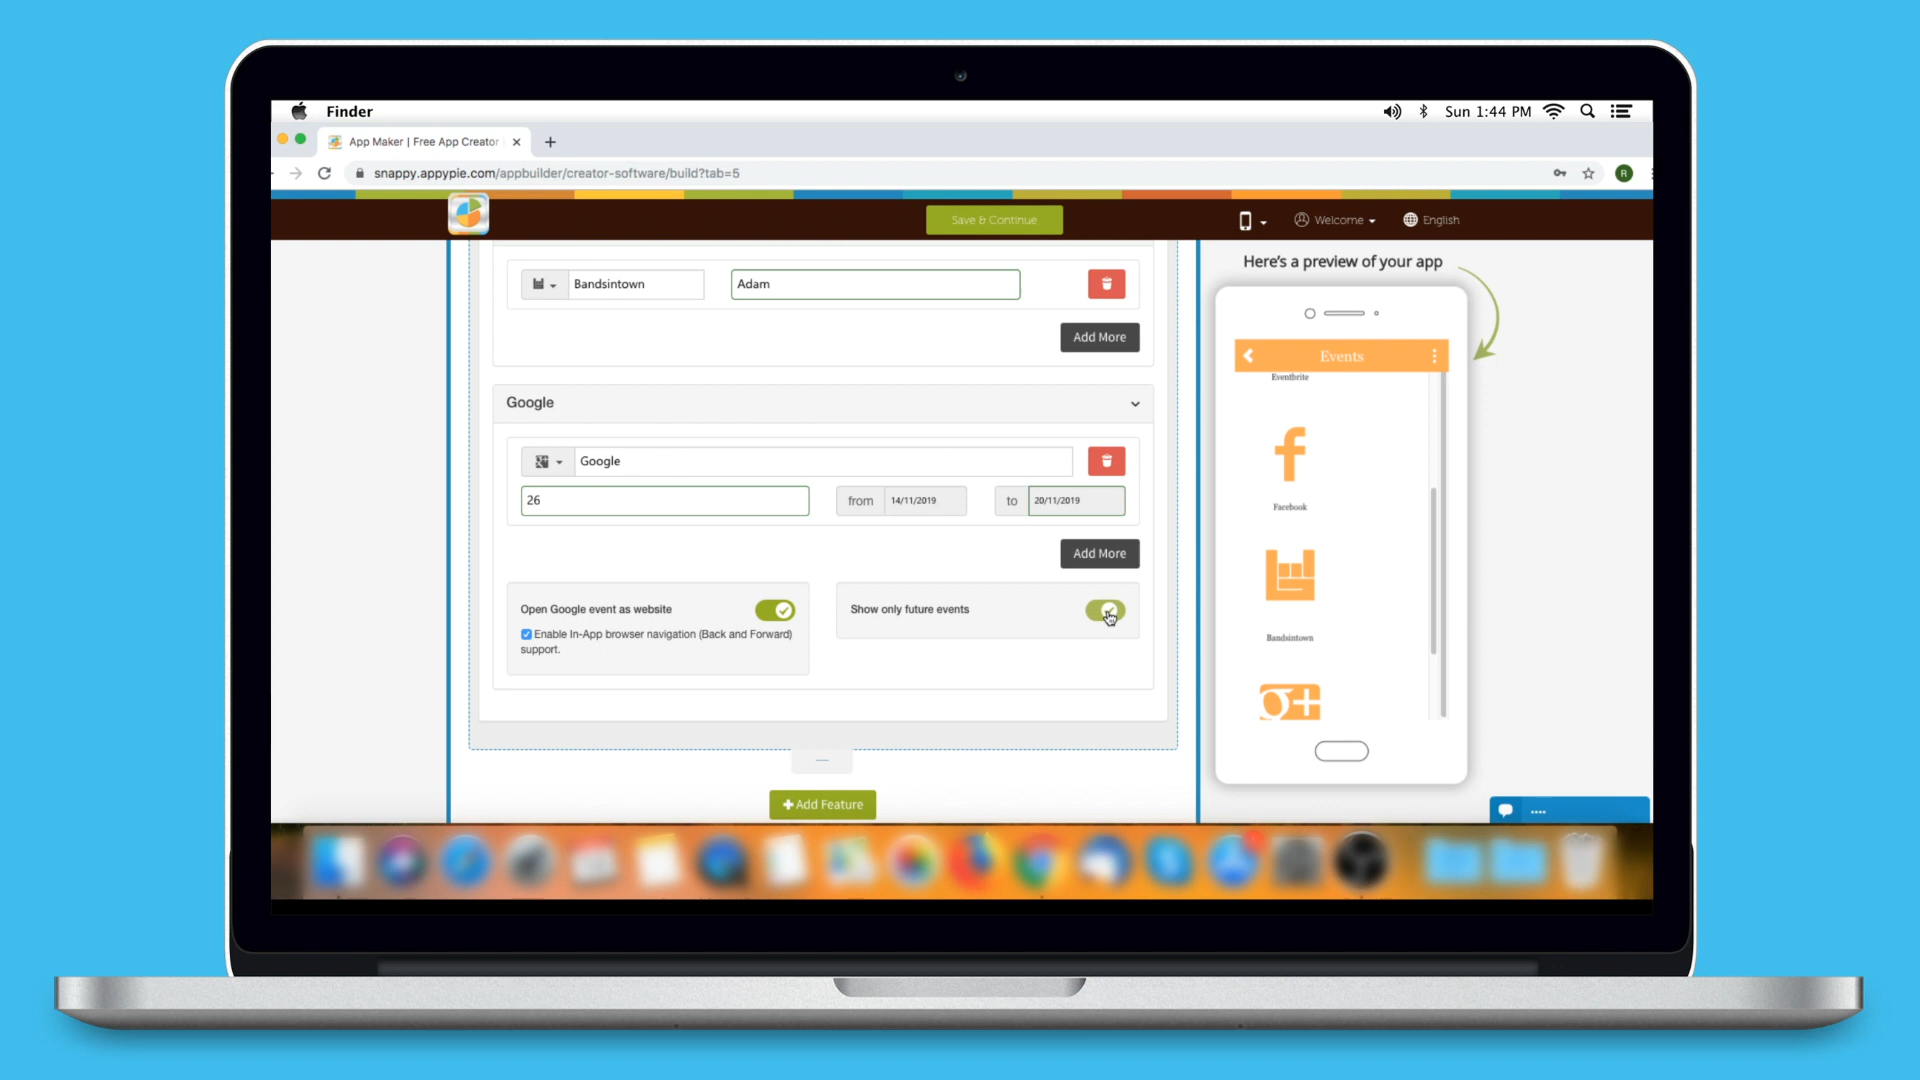 Finder
Sun 1:44 PM
App Maker | Free App Creator
snappy.appypie.com/appbuilder/creator-software/build?tab=5
R
Save & Continue
Welcome
English
Bandsintown
Adam
Add More
Google
Google
26
from
14/11/2019
to
20/11/2019
Add More
Open Google event as website
Enable In-App browser navigation (Back and Forward)
support.
Show only future events
Add Feature
Here's a preview of your app
Events
Eventbrite
Facebook
Bandsintown
g+